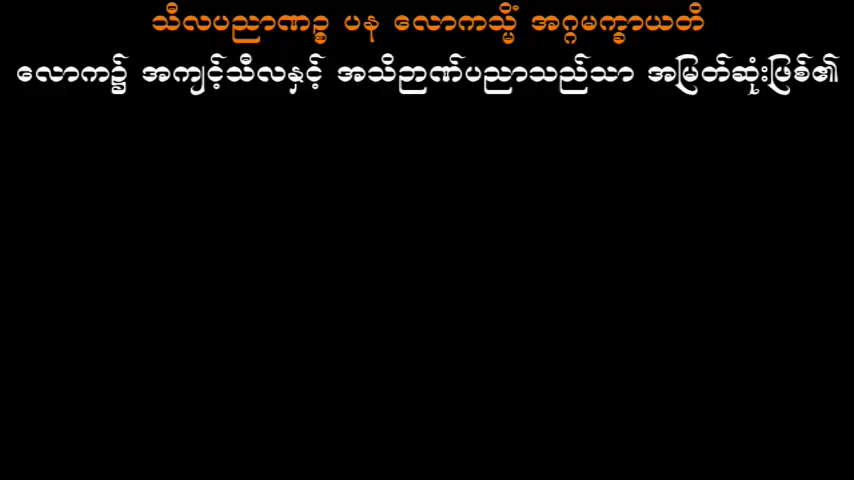 သီလပညာဏဉ္စ ပန လောကသ္မိံ အဂ္ဂမက္ခာယတိ
လောက၌ အကျင့်သီလနှင့် အသိဉာဏ်ပညာသည်သာ အမြတ်ဆုံးဖြစ်၏